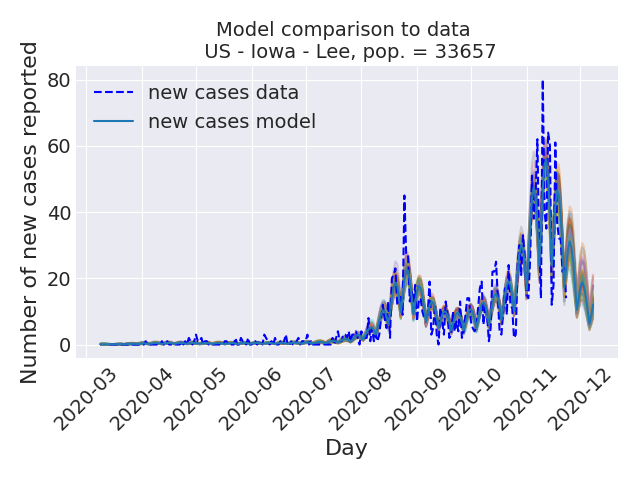 Model comparison to data
US - Iowa - Lee, pop. = 33657
Number of new cases reported
80
60
40
20
0
new cases data
new cases model
2020-03
2020-04
2020-05
2020-06
2020-07
2020-08
2020-09
2020-10
2020-11
2020-12
Day